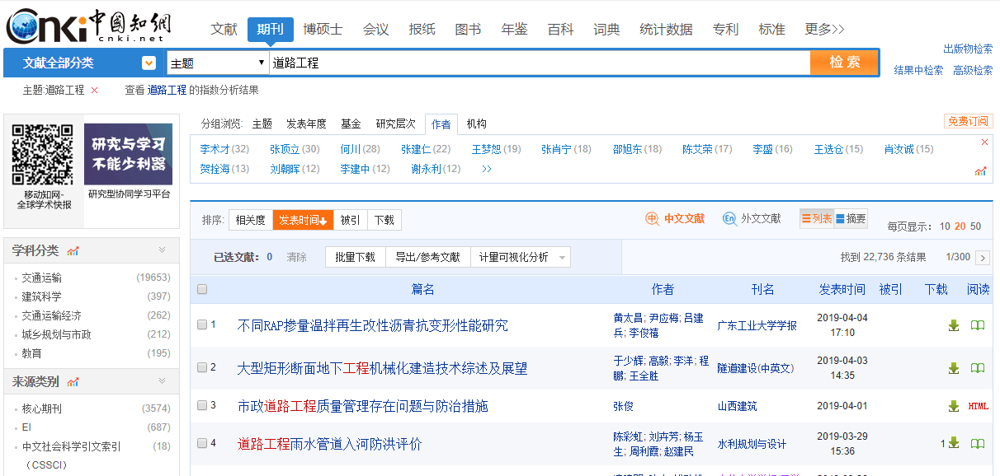 Cnki中國知網
cnki.net
文献 期刊 博硕士 会议 报纸 图书 年鉴 百科 词典 统计数据 专利 标准 更多>>
文献全部分类 主题 道路工程 检索
出版物检索
结果中检索 高级检索
主题:道路工程 × 查看 道路工程 的指数分析结果
研究与学习
不能少利器
移动知网-
全球学术快报
研究型协同学习平台
学科分类
交通运输 (19653)
建筑科学 (397)
交通运输经济 (262)
城乡规划与市政 (212)
教育 (195)
来源类别
核心期刊 (3574)
EI (687)
中文社会科学引文索引 (18)
（CSSCI）
分组浏览: 主题 发表年度 基金 研究层次 作者 机构 免费订阅
李术才(32) 张顶立(30) 何川(28) 张建仁(22) 王梦恕(19) 张肖宁(18) 邵旭东(18) 陈艾荣(17) 李盛(16) 王选仓(15) 肖汝诚(15) ×
贺拴海(13) 刘朝晖(12) 李建中(12) 谢永利(12) >>
排序: 相关度 发表时间↓ 被引 下载 中 中文文献 En 外文文献 列表 摘要 每页显示: 10 20 50
已选文献: 0 清除 批量下载 导出/参考文献 计量可视化分析 找到 22,736 条结果 1/300 >
篇名 作者 刊名 发表时间 被引 下载 阅读
1 不同RAP掺量温拌再生改性沥青抗变形性能研究
黄太昌; 尹应梅; 吕建
兵; 李俊禧
广东工业大学学报
2019-04-04
17:10
2 大型矩形断面地下工程机械化建造技术综述及展望
于少辉; 高毅; 李洋; 程
鹏; 王全胜
隧道建设(中英文)
2019-04-03
14:35
3 市政道路工程质量管理存在问题与防治措施 张俊 山西建筑 2019-04-01 HTML
4 道路工程雨水管道入河防洪评价
陈彩虹; 刘卉芳; 杨玉
生; 周利霞; 赵建民
水利规划与设计
2019-03-29
15:36
1